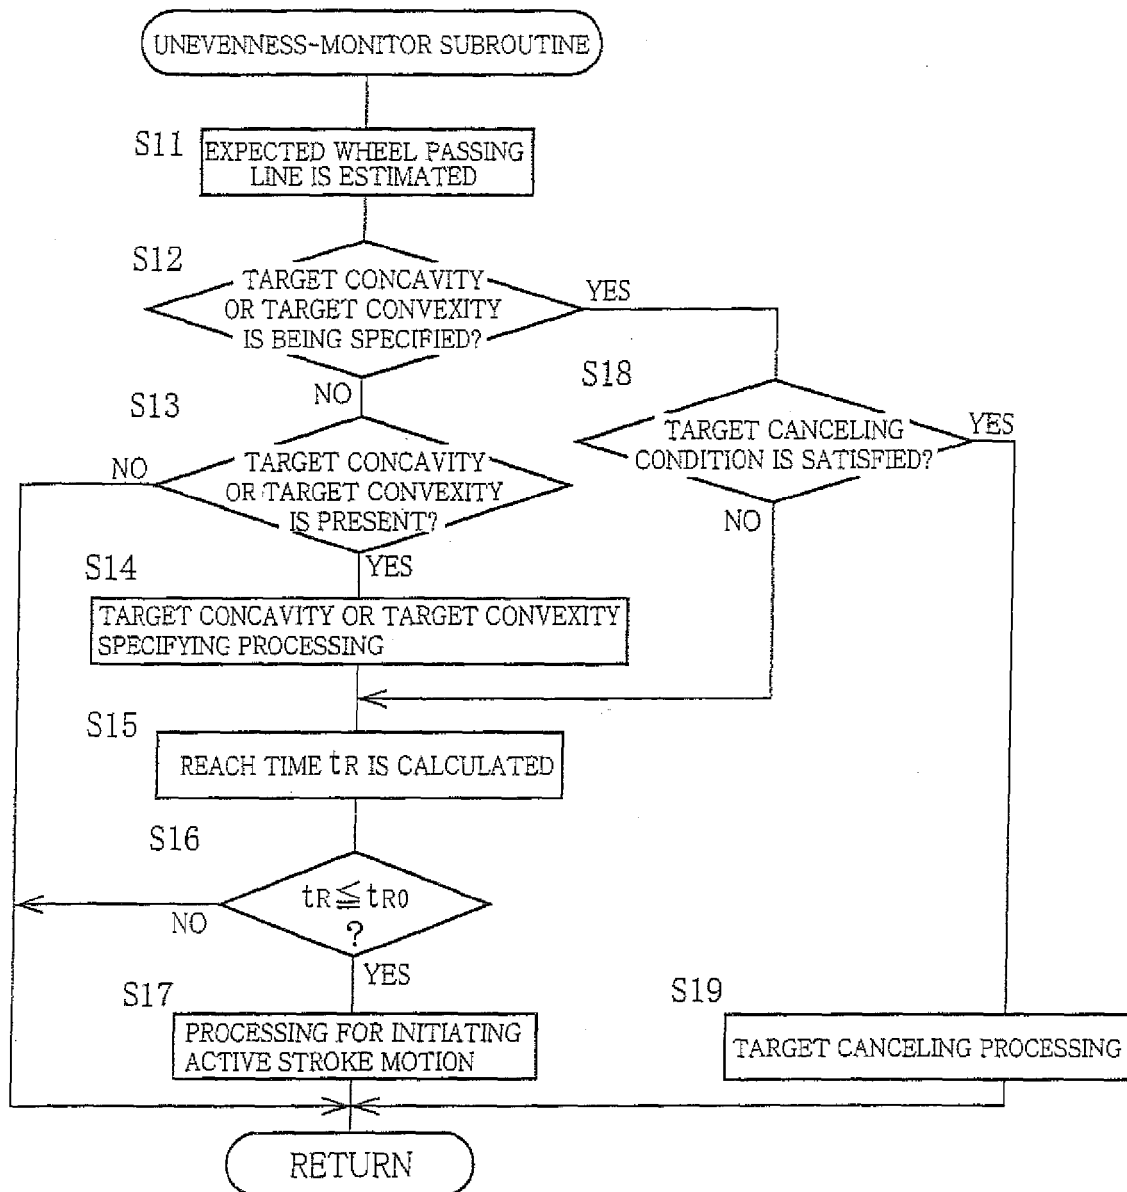 UNEVENNESS-MONITOR SUBROUTINE
S11
EXPECTED WHEEL PASSING
LINE IS ESTIMATED
S12
TARGET CONCAVITY
OR TARGET CONVEXITY
IS BEING SPECIFIED?
YES
NO
S18
TARGET CANCELING
CONDITION IS SATISFIED?
YES
NO
S13
TARGET CONCAVITY
OR TARGET CONVEXITY
IS PRESENT?
NO
YES
S14
TARGET CONCAVITY OR TARGET CONVEXITY
SPECIFYING PROCESSING
S15
REACH TIME tR IS CALCULATED
S16
tR≦tR0
?
NO
YES
S17
PROCESSING FOR INITIATING
ACTIVE STROKE MOTION
S19
TARGET CANCELING PROCESSING
RETURN